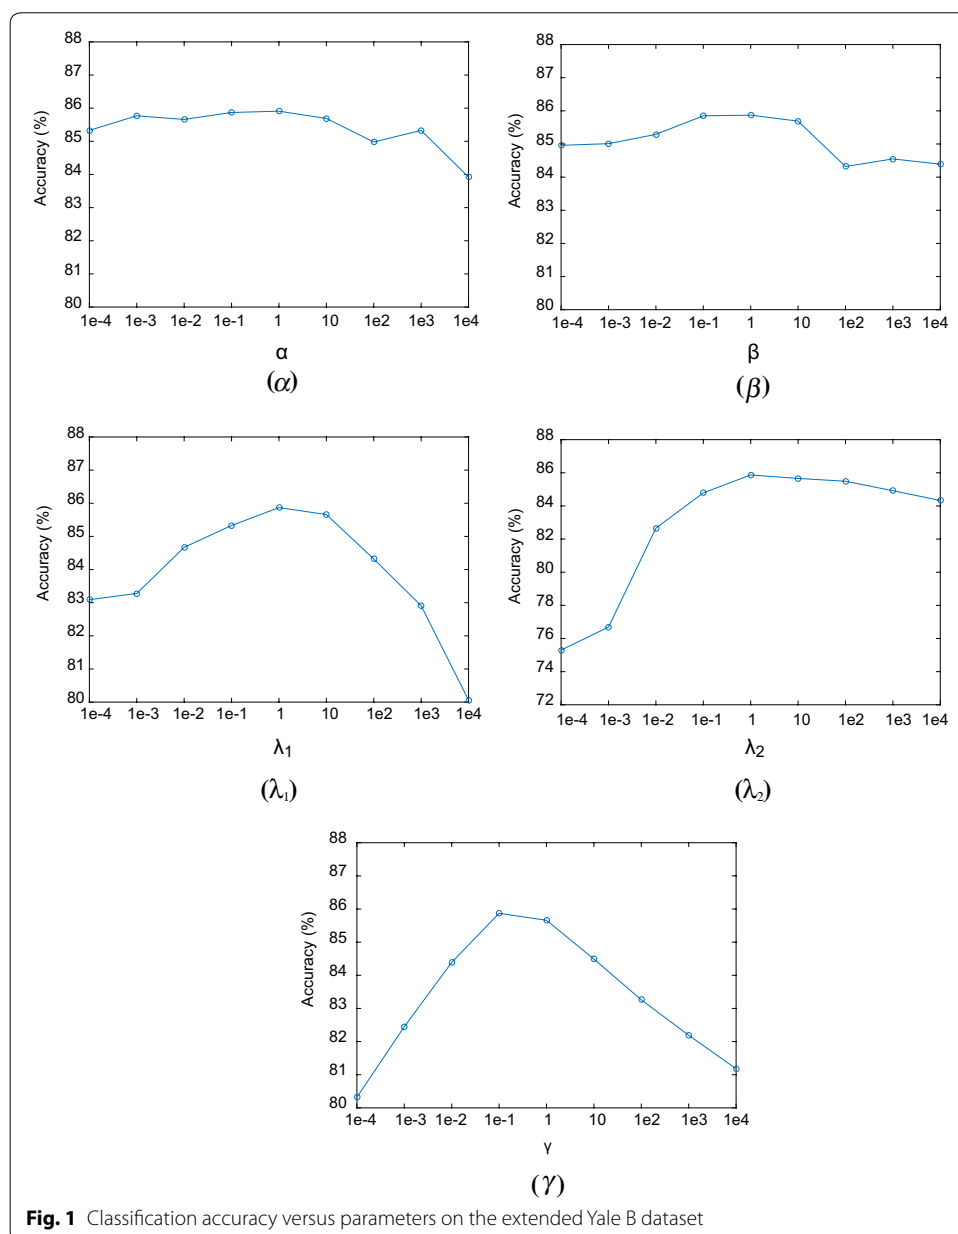 88
87
86
85
84
83
82
81
80
Accuracy (%)
1e-4 1e-3 1e-2 1e-1 1 10 1e2 1e3 1e4
α
(α)
88
87
86
85
84
83
82
81
80
Accuracy (%)
1e-4 1e-3 1e-2 1e-1 1 10 1e2 1e3 1e4
β
(β)
88
87
86
85
84
83
82
81
80
Accuracy (%)
1e-4 1e-3 1e-2 1e-1 1 10 1e2 1e3 1e4
λ1
(λ1)
88
86
84
82
80
78
76
74
72
Accuracy (%)
1e-4 1e-3 1e-2 1e-1 1 10 1e2 1e3 1e4
λ2
(λ2)
88
87
86
85
84
83
82
81
80
Accuracy (%)
1e-4 1e-3 1e-2 1e-1 1 10 1e2 1e3 1e4
γ
(γ)
Fig. 1 Classification accuracy versus parameters on the extended Yale B dataset